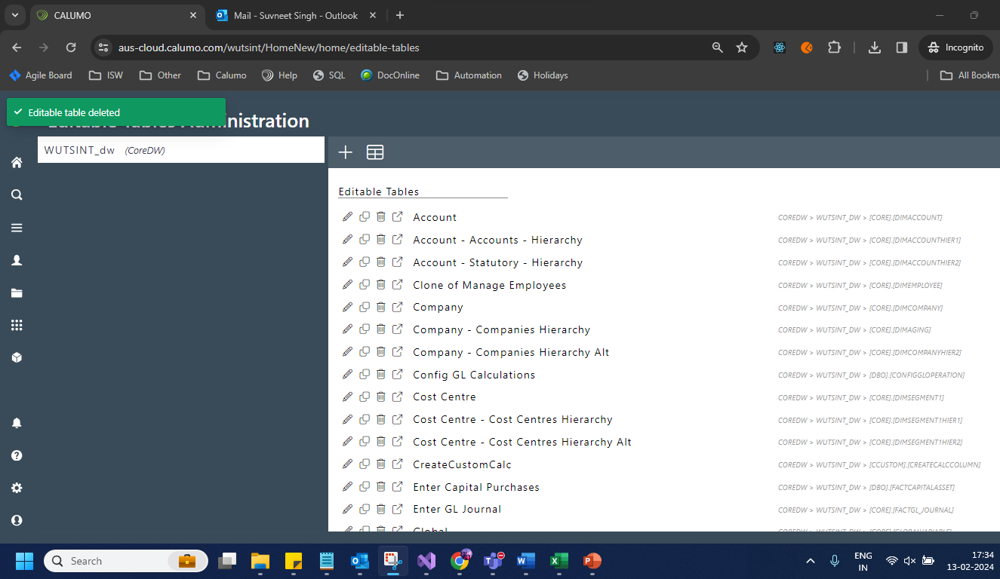 CALUMO
Mail - Suvneet Singh - Outlook
aus-cloud.calumo.com/wutsint/HomeNew/home/editable-tables
Incognito
Agile Board
ISW
Other
Calumo
Help
SQL
DocOnline
Automation
Holidays
All Bookma
Editable table deleted
nistration
WUTSINT_dw (CoreDW)
Editable Tables
Account COREDW > WUTSINT_DW > [CORE].[DIMACCOUNT]
Account - Accounts - Hierarchy COREDW > WUTSINT_DW > [CORE].[DIMACCOUNTHIER1]
Account - Statutory - Hierarchy COREDW > WUTSINT_DW > [CORE].[DIMACCOUNTHIER2]
Clone of Manage Employees COREDW > WUTSINT_DW > [CORE].[DIMEMPLOYEE]
Company COREDW > WUTSINT_DW > [CORE].[DIMCOMPANY]
Company - Companies Hierarchy COREDW > WUTSINT_DW > [CORE].[DIMAGING]
Company - Companies Hierarchy Alt COREDW > WUTSINT_DW > [CORE].[DIMCOMPANYHIER2]
Config GL Calculations COREDW > WUTSINT_DW > [DBO].[CONFIGGLOPERATION]
Cost Centre COREDW > WUTSINT_DW > [CORE].[DIMSEGMENT1]
Cost Centre - Cost Centres Hierarchy COREDW > WUTSINT_DW > [CORE].[DIMSEGMENT1HIER1]
Cost Centre - Cost Centres Hierarchy Alt COREDW > WUTSINT_DW > [CORE].[DIMSEGMENT1HIER2]
CreateCustomCalc COREDW > WUTSINT_DW > [CCUSTOM].[CREATECALCCOLUMN]
Enter Capital Purchases COREDW > WUTSINT_DW > [DBO].[FACTCAPITALASSET]
Enter GL Journal COREDW > WUTSINT_DW > [CORE].[FACTGL_JOURNAL]
Global COREDW > WUTSINT_DW > [CORE].[GLOBALVARIABLE]
Search
ENG
IN
17:34
13-02-2024